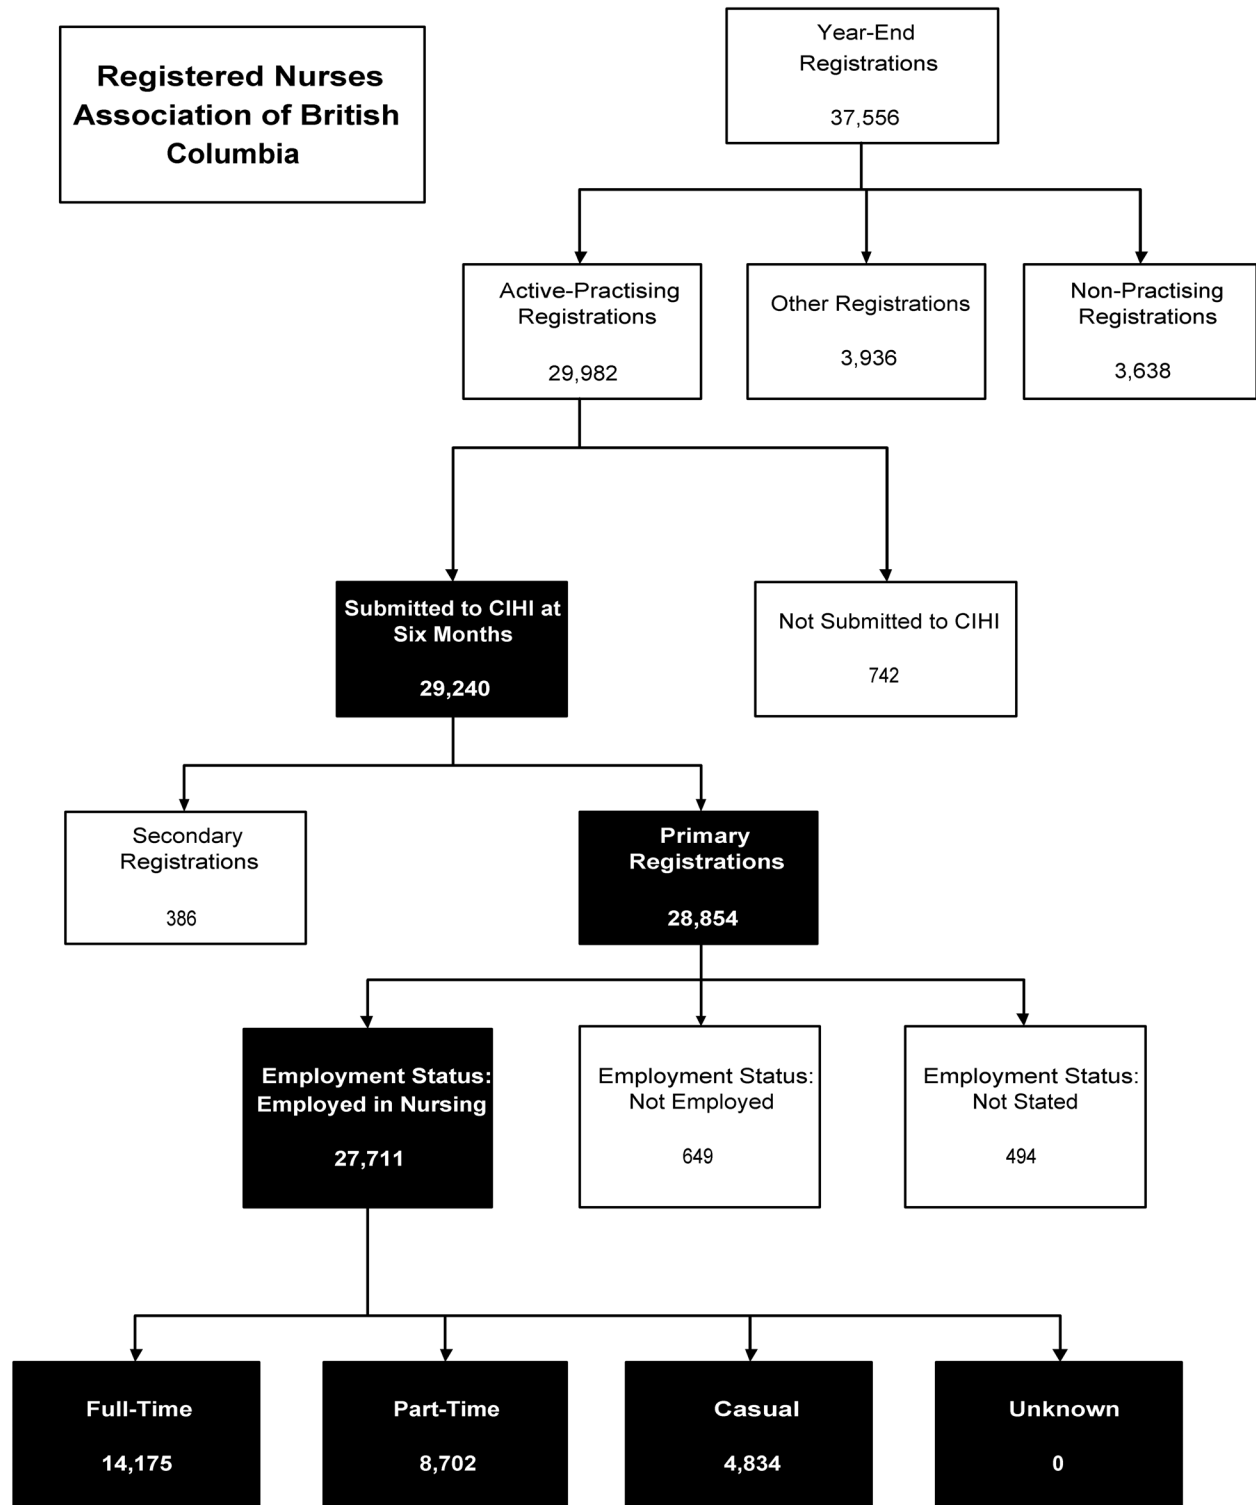 Registered Nurses
Association of British
Columbia
Year-End
Registrations
37,556
Active-Practising
Registrations
29,982
Other Registrations
3,936
Non-Practising
Registrations
3,638
Submitted to CIHI at
Six Months
29,240
Not Submitted to CIHI
742
Secondary
Registrations
386
Primary
Registrations
28,854
Employment Status:
Employed in Nursing
27,711
Employment Status:
Not Employed
649
Employment Status:
Not Stated
494
Full-Time
14,175
Part-Time
8,702
Casual
4,834
Unknown
0